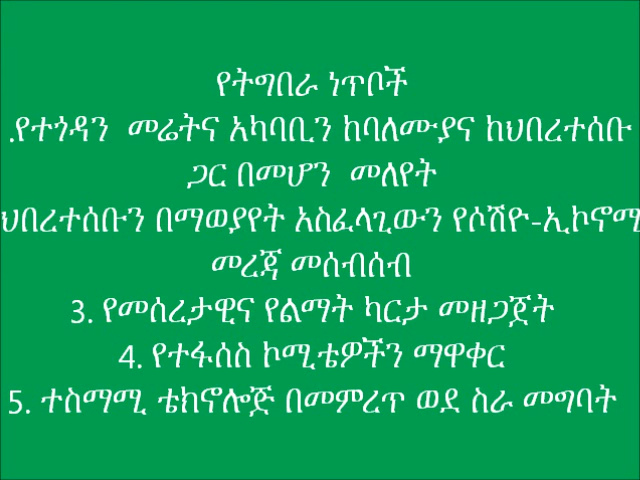 የትግበራ ነጥቦች
.የተጎዳን መሬትና አካባቢን ከባለሙያና ከህበረተሰቡ
ጋር በመሆን መለየት
ህበረተሰቡን በማወያየት አስፈላጊውን የሶሽዮ-ኢኮኖማ
መረጃ መሰብሰብ
3. የመሰረታዊና የልማት ካርታ መዘጋጀት
4. የተፋሰስ ኮሚቴዎችን ማዋቀር
5. ተስማሚ ቴክኖሎጅ በመምረጥ ወደ ስራ መግባት